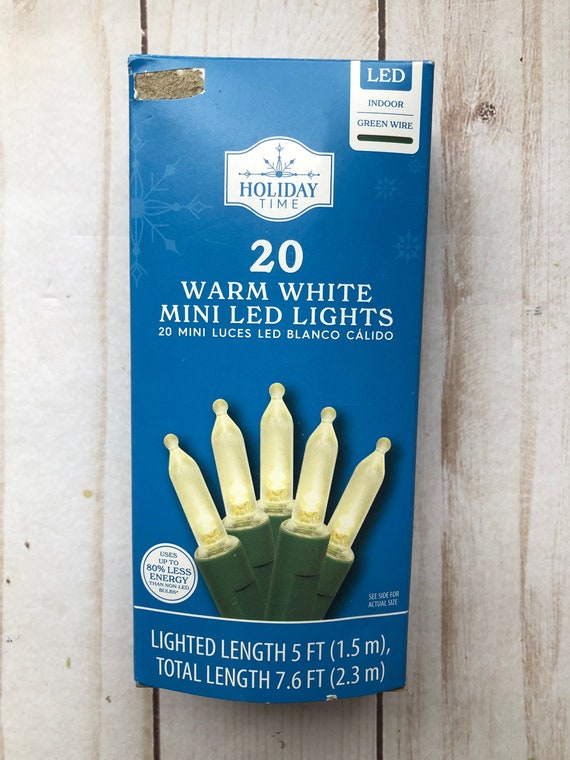 LED
INDOOR
GREEN WIRE
HOLIDAY
TIME
20
WARM WHITE
MINI LED LIGHTS
20 MINI LUCES LED BLANCO CÁLIDO
USES
UP TO
80% LESS
ENERGY
THAN NON-LED
BULBS*
SEE SIDE FOR
ACTUAL SIZE
LIGHTED LENGTH 5 FT (1.5 m),
TOTAL LENGTH 7.6 FT (2.3 m)